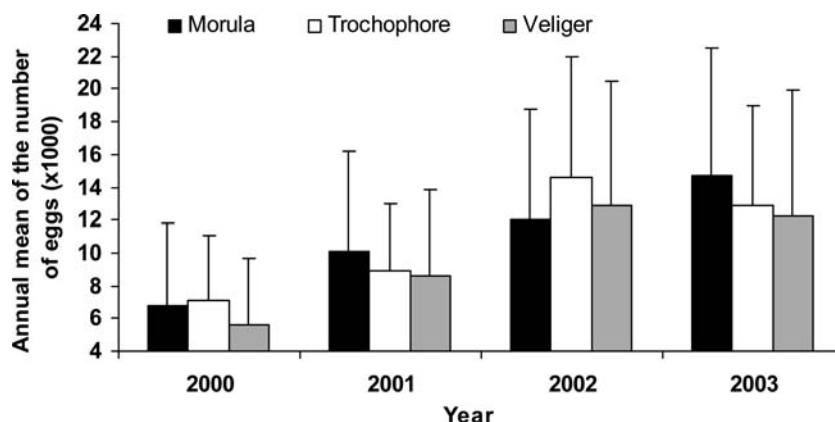 Morula Trochophore Veliger
Annual mean of the number
of eggs (x1000)
24
22
20
18
16
14
12
10
8
6
4
2000 2001 2002 2003
Year